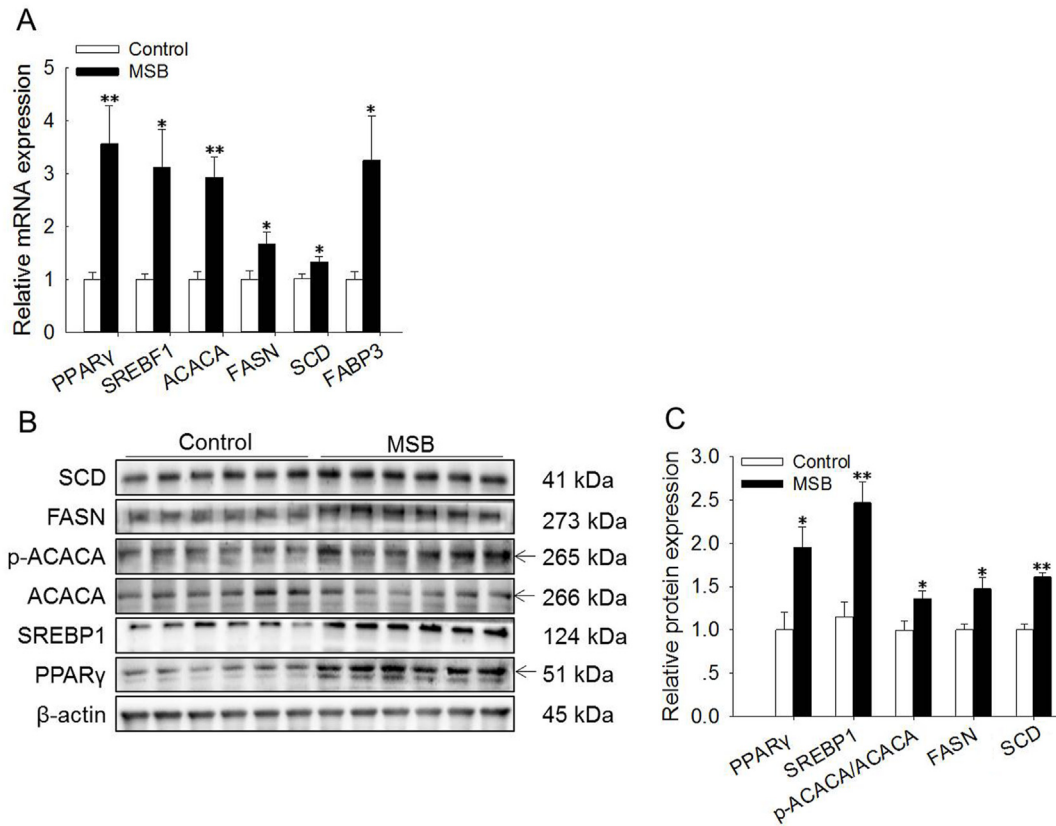 A
Control
MSB
Relative mRNA expression
5
4
3
2
1
0
** * ** * * *
PPARγ SREBF1 ACACA FASN SCD FABP3
B
Control MSB
SCD 41 kDa
FASN 273 kDa
p-ACACA 265 kDa
ACACA 266 kDa
SREBP1 124 kDa
PPARγ 51 kDa
β-actin 45 kDa
C
Control
MSB
Relative protein expression
3.0
2.5
2.0
1.5
1.0
.5
0.0
* ** * * **
PPARγ SREBP1 p-ACACA/ACACA FASN SCD